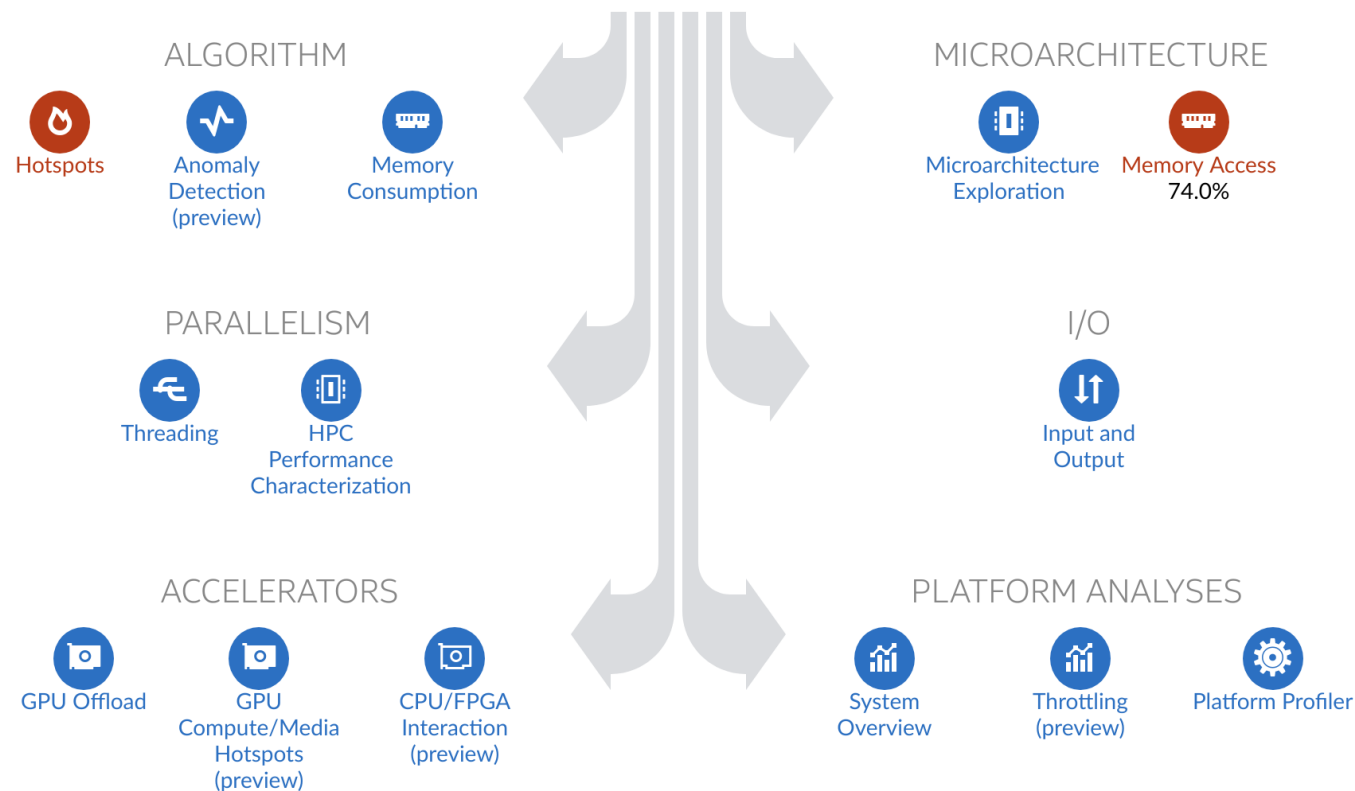 ALGORITHM
Hotspots
Anomaly
Detection
(preview)
Memory
Consumption
MICROARCHITECTURE
Microarchitecture
Exploration
Memory Access
74.0%
PARALLELISM
Threading
HPC
Performance
Characterization
I/O
Input and
Output
ACCELERATORS
GPU Offload
GPU
Compute/Media
Hotspots
(preview)
CPU/FPGA
Interaction
(preview)
PLATFORM ANALYSES
System
Overview
Throttling
(preview)
Platform Profiler